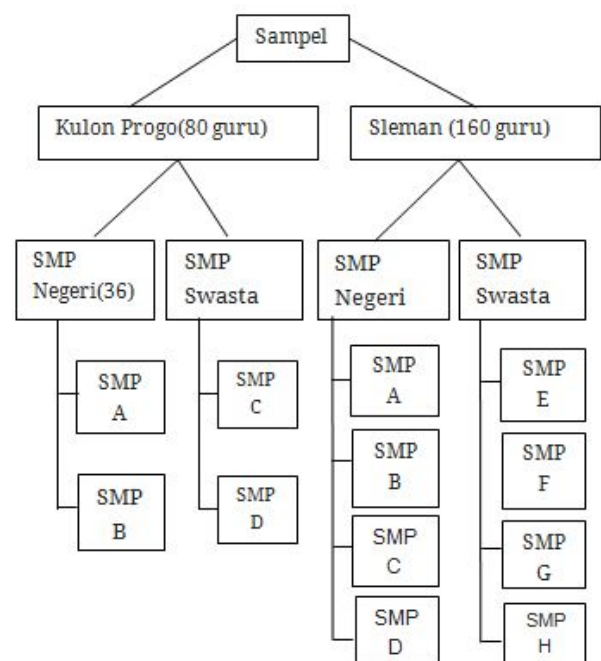 Sampel
Kulon Progo(80 guru)
Sleman (160 guru)
SMP
Negeri(36)
SMP
Swasta
SMP
Negeri
SMP
Swasta
SMP
A
SMP
B
SMP
C
SMP
D
SMP
A
SMP
B
SMP
C
SMP
D
SMP
E
SMP
F
SMP
G
SMP
H